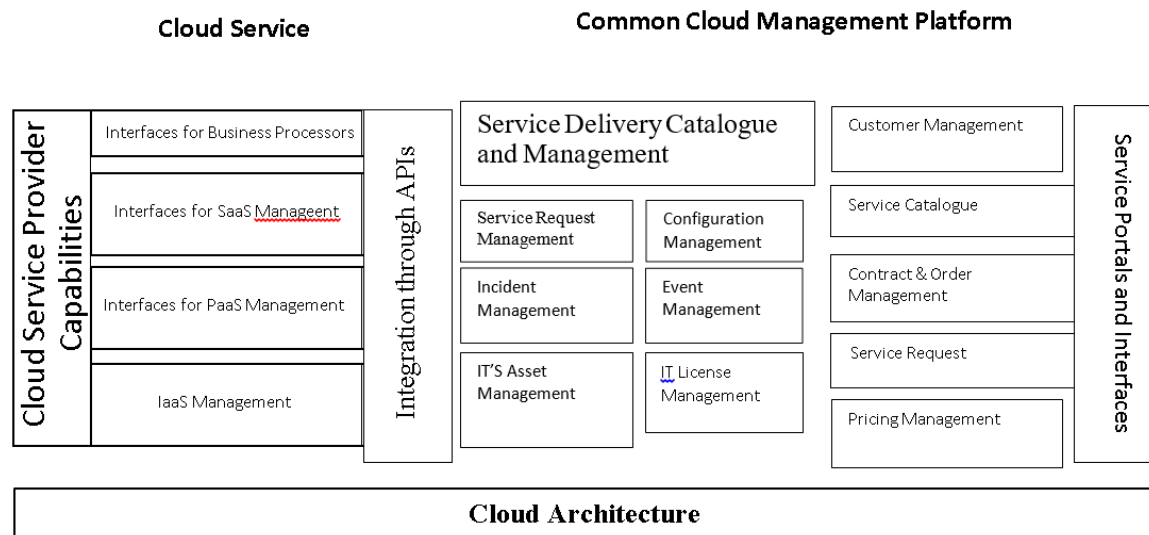 Cloud Service
Common Cloud Management Platform
Cloud Service Provider
Capabilities
Interfaces for Business Processors
Interfaces for SaaS Manageent
Interfaces for PaaS Management
IaaS Management
Integration through APIs
Service Delivery Catalogue
and Management
Service Request
Management
Configuration
Management
Incident
Management
Event
Management
IT'S Asset
Management
IT License
Management
Customer Management
Service Catalogue
Contract & Order
Management
Service Request
Pricing Management
Service Portals and Interfaces
Cloud Architecture